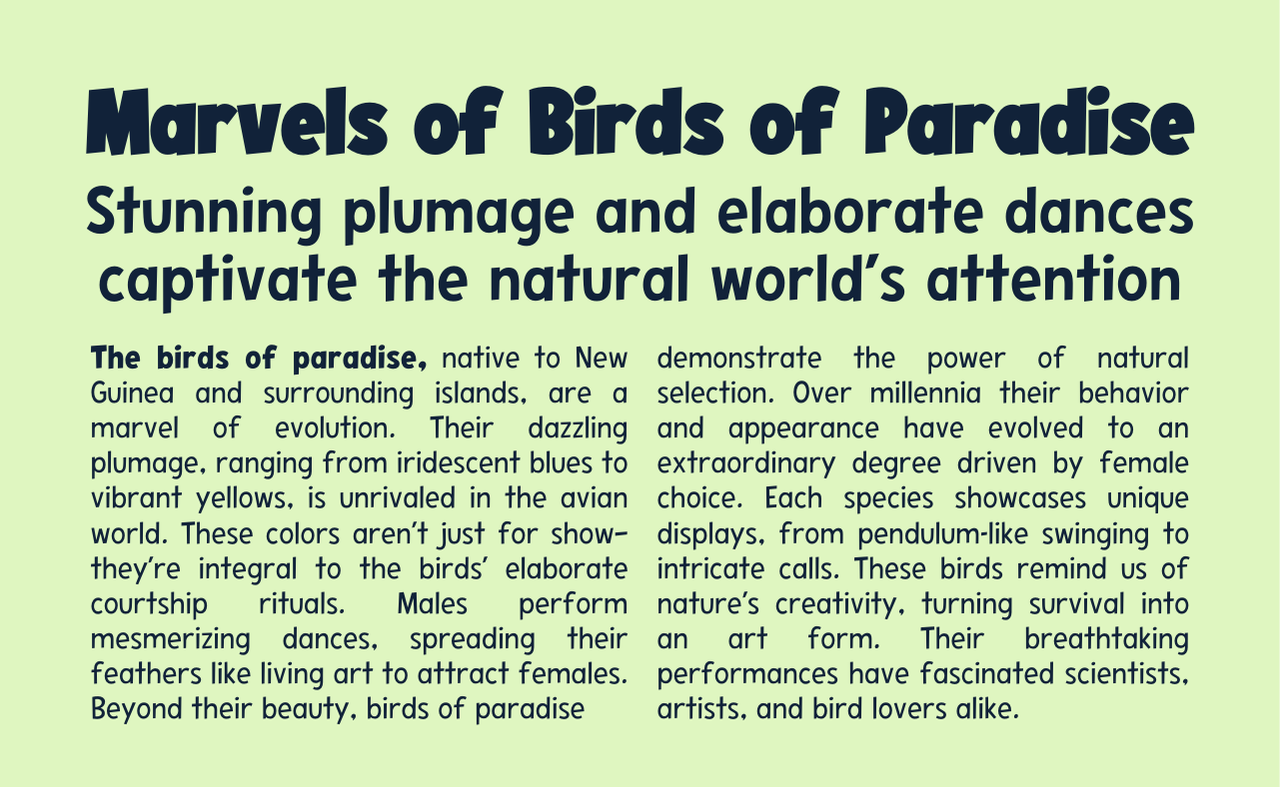 Marvels of Birds of Paradise
Stunning plumage and elaborate dances
captivate the natural world's attention
The birds of paradise, native to New
Guinea and surrounding islands, are a
marvel of evolution. Their dazzling
plumage, ranging from iridescent blues to
vibrant yellows, is unrivaled in the avian
world. These colors aren't just for show–
they're integral to the birds' elaborate
courtship rituals. Males perform
mesmerizing dances, spreading their
feathers like living art to attract females.
Beyond their beauty, birds of paradise
demonstrate the power of natural
selection. Over millennia their behavior
and appearance have evolved to an
extraordinary degree driven by female
choice. Each species showcases unique
displays, from pendulum-like swinging to
intricate calls. These birds remind us of
nature's creativity, turning survival into
an art form. Their breathtaking
performances have fascinated scientists,
artists, and bird lovers alike.